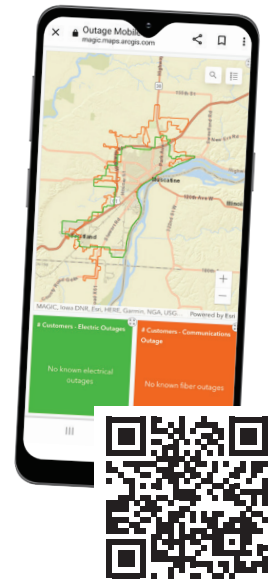 Outage Mobile
magic.maps.arcgis.com
Muscatine
MAGIC, Iowa DNR, Esri, HERE, Garmin, NGA, USG...
Powered by Esri
# Customers - Electric Outages
No known electrical
outages
# Customers - Communications
Outage
No known fiber outages